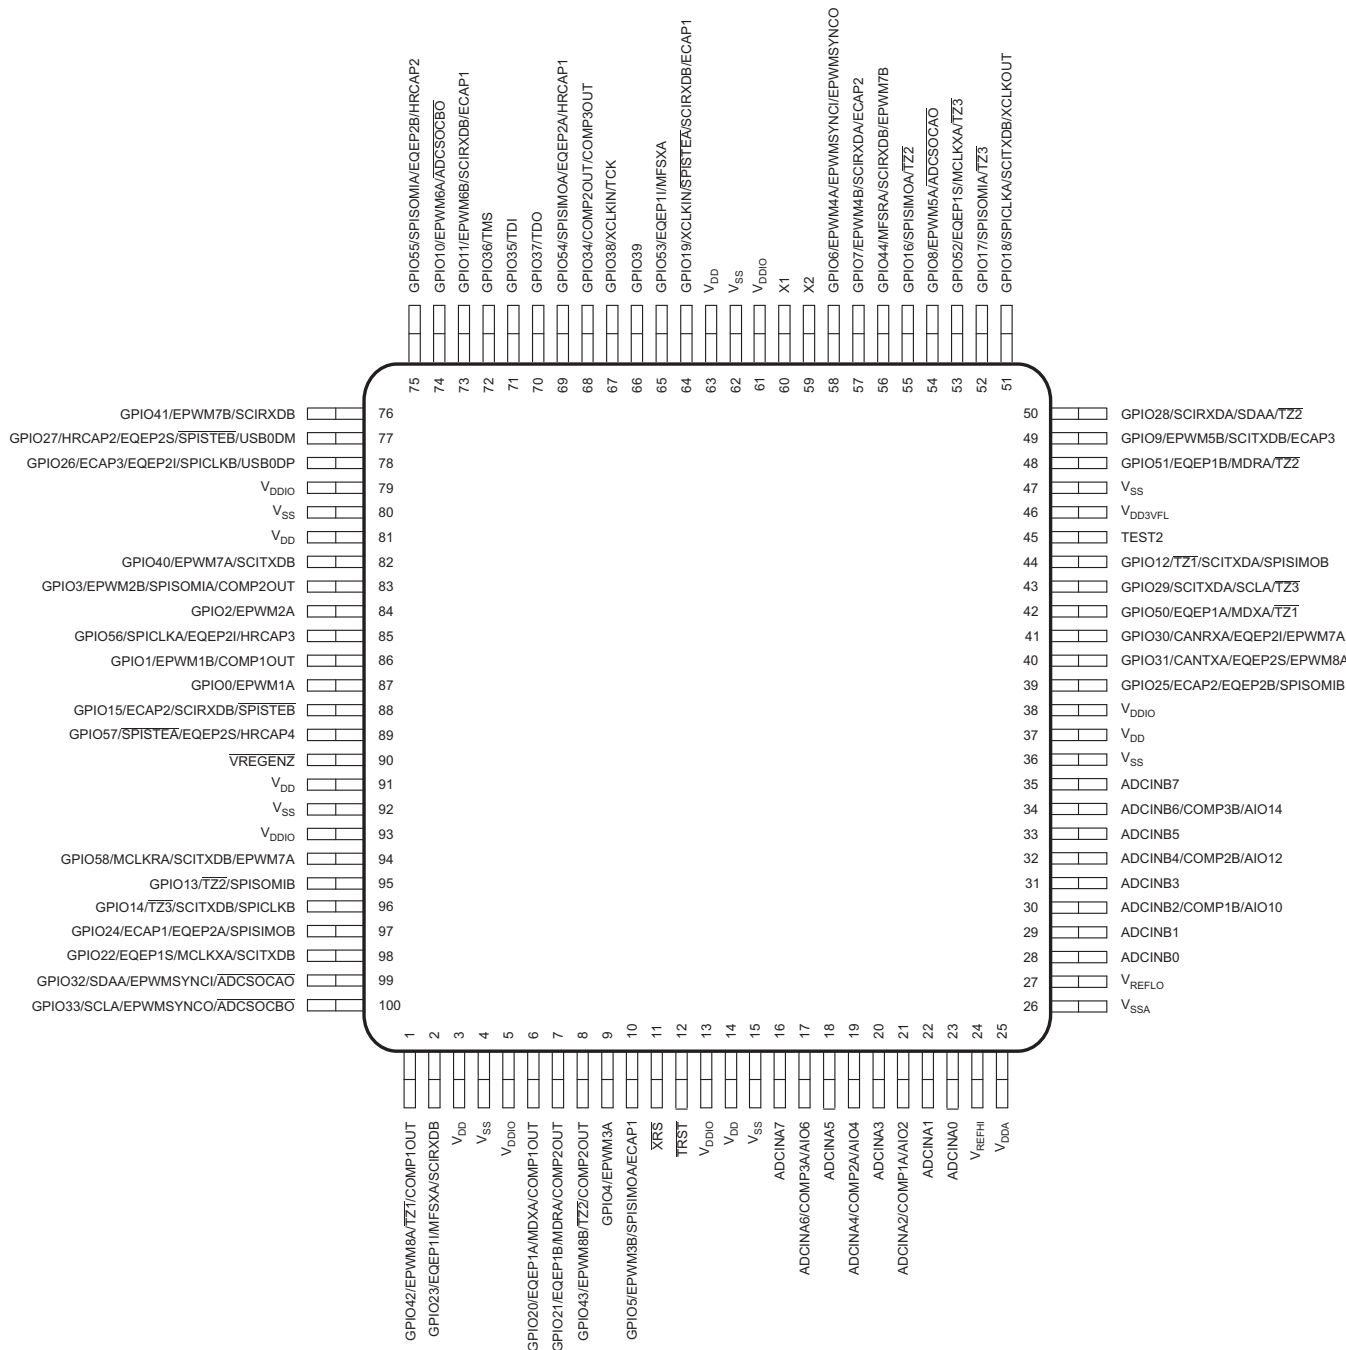 GPIO55/SPISOMIA/EQEP2B/HRCAP2
GPIO10/EPWM6A/ADCSOCBO
GPIO11/EPWM6B/SCIRXDB/ECAP1
GPIO36/TMS
GPIO35/TDI
GPIO37/TDO
GPIO54/SPISIMOA/EQEP2A/HRCAP1
GPIO34/COMP2OUT/COMP3OUT
GPIO38/XCLKIN/TCK
GPIO39
GPIO53/EQEP1I/MFSXA
GPIO19/XCLKIN/SPISTEA/SCIRXDB/ECAP1
VDD
VSS
VDDIO
X1
X2
GPIO6/EPWM4A/EPWMSYNCI/EPWMSYNCO
GPIO7/EPWM4B/SCIRXDA/ECAP2
GPIO44/MFSRA/SCIRXDB/EPWM7B
GPIO16/SPISIMOA/TZ2
GPIO8/EPWM5A/ADCSOCAO
GPIO52/EQEP1S/MCLKXA/TZ3
GPIO17/SPISOMIA/TZ3
GPIO18/SPICLKA/SCITXDB/XCLKOUT
75
74
73
72
71
70
69
68
67
66
65
64
63
62
61
60
59
58
57
56
55
54
53
52
51
GPIO41/EPWM7B/SCIRXDB 76
GPIO27/HRCAP2/EQEP2S/SPISTEB/USB0DM 77
GPIO26/ECAP3/EQEP2I/SPICLKB/USB0DP 78
VDDIO 79
VSS 80
VDD 81
GPIO40/EPWM7A/SCITXDB 82
GPIO3/EPWM2B/SPISOMIA/COMP2OUT 83
GPIO2/EPWM2A 84
GPIO56/SPICLKA/EQEP2I/HRCAP3 85
GPIO1/EPWM1B/COMP1OUT 86
GPIO0/EPWM1A 87
GPIO15/ECAP2/SCIRXDB/SPISTEB 88
GPIO57/SPISTEA/EQEP2S/HRCAP4 89
VREGENZ 90
VDD 91
VSS 92
VDDIO 93
GPIO58/MCLKRA/SCITXDB/EPWM7A 94
GPIO13/TZ2/SPISOMIB 95
GPIO14/TZ3/SCITXDB/SPICLKB 96
GPIO24/ECAP1/EQEP2A/SPISIMOB 97
GPIO22/EQEP1S/MCLKXA/SCITXDB 98
GPIO32/SDAA/EPWMSYNCI/ADCSOCAO 99
GPIO33/SCLA/EPWMSYNCO/ADCSOCBO 100
50 GPIO28/SCIRXDA/SDAA/TZ2
49 GPIO9/EPWM5B/SCITXDB/ECAP3
48 GPIO51/EQEP1B/MDRA/TZ2
47 VSS
46 VDD3VFL
45 TEST2
44 GPIO12/TZ1/SCITXDA/SPISIMOB
43 GPIO29/SCITXDA/SCLA/TZ3
42 GPIO50/EQEP1A/MDXA/TZ1
41 GPIO30/CANRXA/EQEP2I/EPWM7A
40 GPIO31/CANTXA/EQEP2S/EPWM8A
39 GPIO25/ECAP2/EQEP2B/SPISOMIB
38 VDDIO
37 VDD
36 VSS
35 ADCINB7
34 ADCINB6/COMP3B/AIO14
33 ADCINB5
32 ADCINB4/COMP2B/AIO12
31 ADCINB3
30 ADCINB2/COMP1B/AIO10
29 ADCINB1
28 ADCINB0
27 VREFLO
26 VSSA
1
2
3
4
5
6
7
8
9
10
11
12
13
14
15
16
17
18
19
20
21
22
23
24
25
GPIO42/EPWM8A/TZ1/COMP1OUT
GPIO23/EQEP1I/MFSXA/SCIRXDB
VDD
VSS
VDDIO
GPIO20/EQEP1A/MDXA/COMP1OUT
GPIO21/EQEP1B/MDRA/COMP2OUT
GPIO43/EPWM8B/TZ2/COMP2OUT
GPIO4/EPWM3A
GPIO5/EPWM3B/SPISIMOA/ECAP1
XRS
TRST
VDDIO
VDD
VSS
ADCINA7
ADCINA6/COMP3A/AIO6
ADCINA5
ADCINA4/COMP2A/AIO4
ADCINA3
ADCINA2/COMP1A/AIO2
ADCINA1
ADCINA0
VREFHI
VDDA